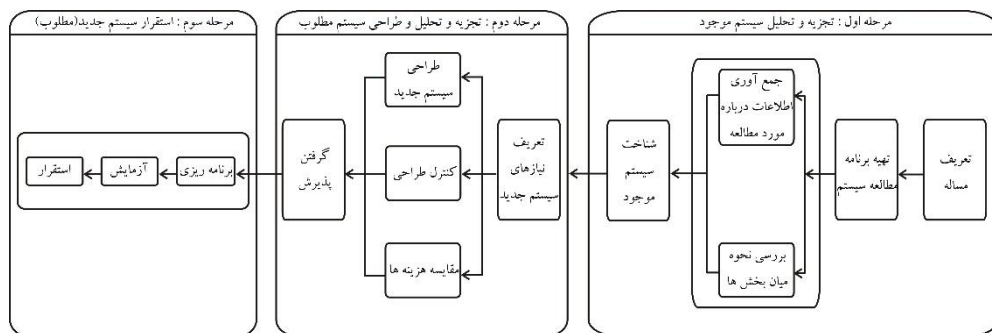 مرحله اول : تجزیه و تحلیل سیستم موجود
تعریف
مساله
تهیه برنامه
مطالعه سیستم
جمع آوری
اطلاعات درباره
مورد مطالعه
بررسی نحوه
میان بخش ها
شناخت
سیستم
موجود
مرحله دوم : تجزیه و تحلیل و طراحی سیستم مطلوب
تعریف
نیازهای
سیستم جدید
طراحی
سیستم جدید
کنترل طراحی
مقایسه هزینه ها
گرفتن
پذیرش
مرحله سوم : استقرار سیستم جدید(مطلوب)
برنامه ریزی
آزمایش
استقرار